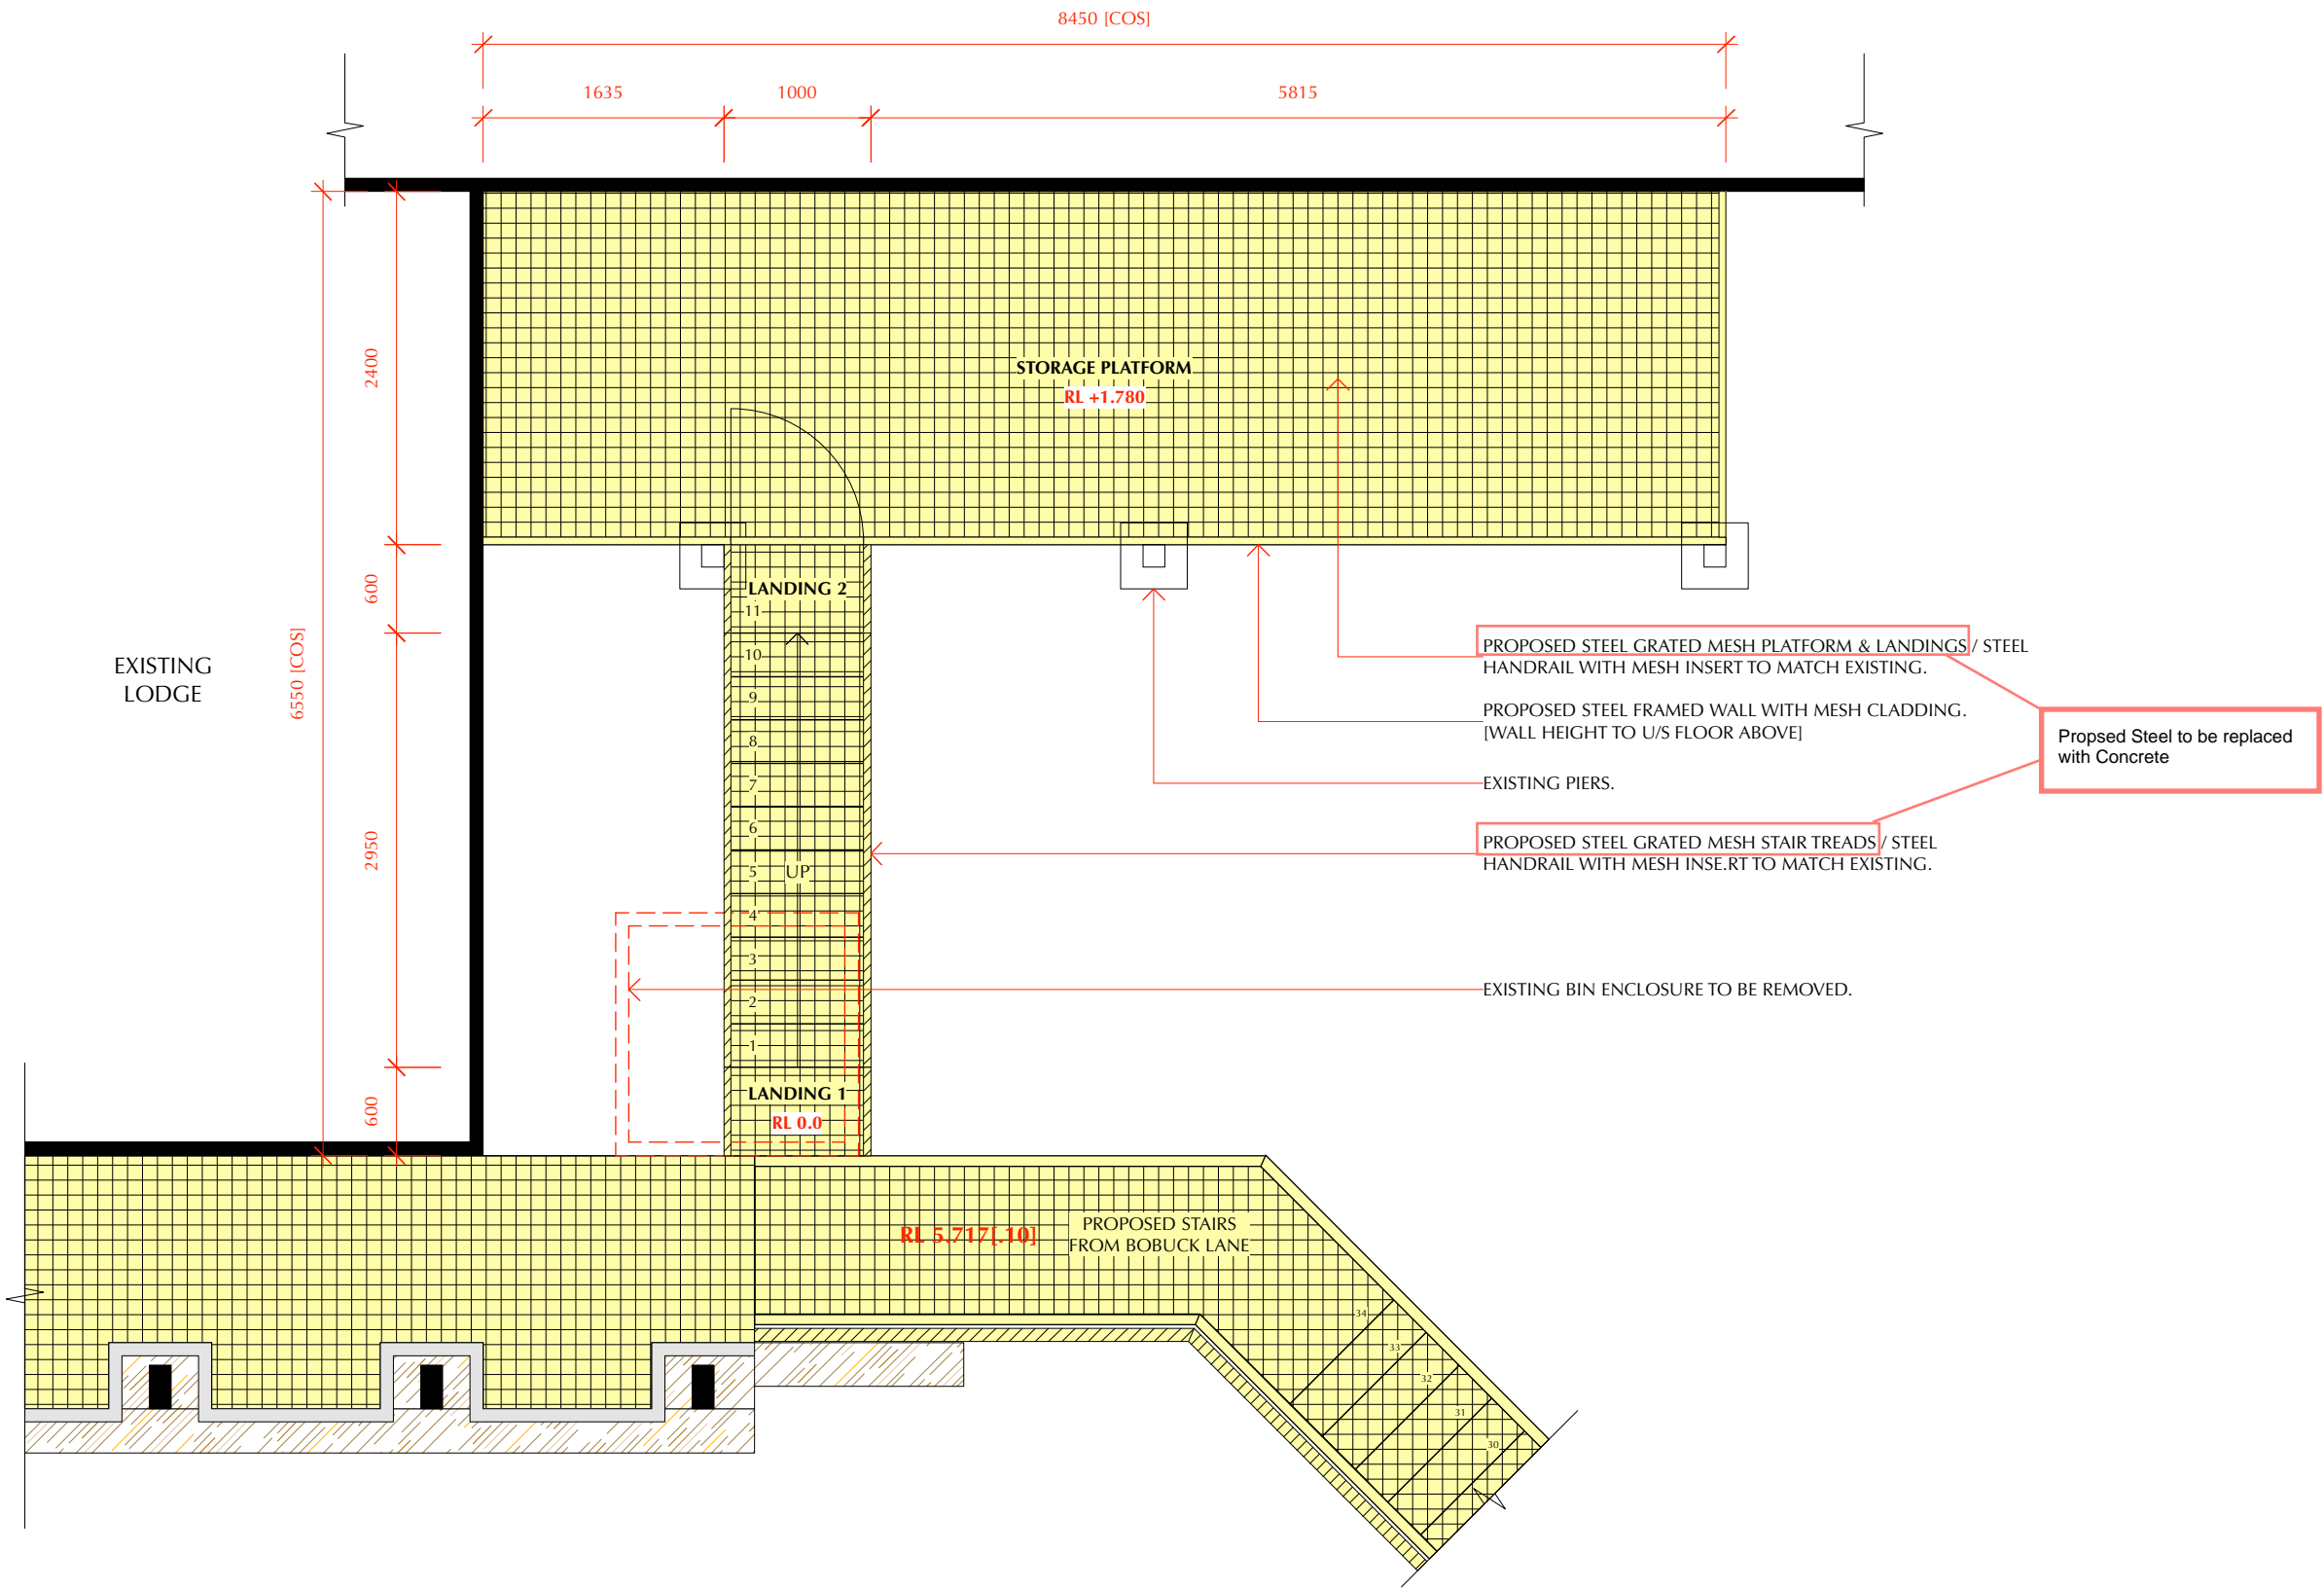 8450 [COS]
1635
1000
5815
2400
600
6550 [COS]
2950
600
EXISTING
LODGE
STORAGE PLATFORM
RL +1.780
LANDING 2
11
10
9
8
7
6
5
UP
4
3
2
1
LANDING 1
RL 0.0
PROPOSED STEEL GRATED MESH PLATFORM & LANDINGS / STEEL
HANDRAIL WITH MESH INSERT TO MATCH EXISTING.
PROPOSED STEEL FRAMED WALL WITH MESH CLADDING.
[WALL HEIGHT TO U/S FLOOR ABOVE]
EXISTING PIERS.
PROPOSED STEEL GRATED MESH STAIR TREADS / STEEL
HANDRAIL WITH MESH INSE.RT TO MATCH EXISTING.
EXISTING BIN ENCLOSURE TO BE REMOVED.
Propsed Steel to be replaced
with Concrete
RL 5.717[.10]
PROPOSED STAIRS
FROM BOBUCK LANE
34
33
32
31
30